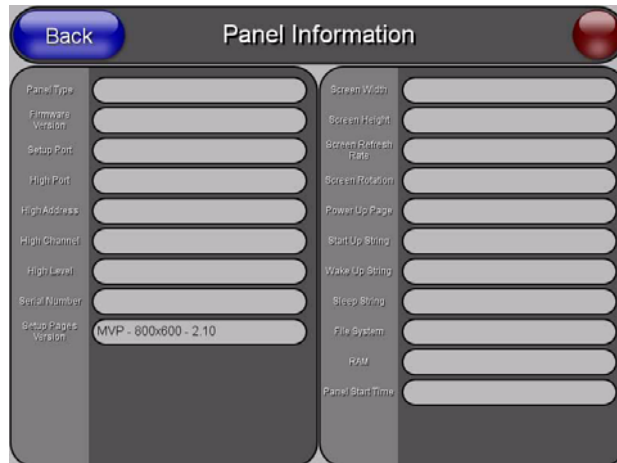 Back
Panel Information
Panel Type
Firmware
Version
Setup Port
High Port
High Address
High Channel
High Level
Serial Number
Setup Pages
Version
MVP - 800x600 - 2.10
Screen Width
Screen Height
Screen Refresh
Rate
Screen Rotation
Power Up Page
Start Up String
Wake Up String
Sleep String
File System
RAM
Panel Start Time